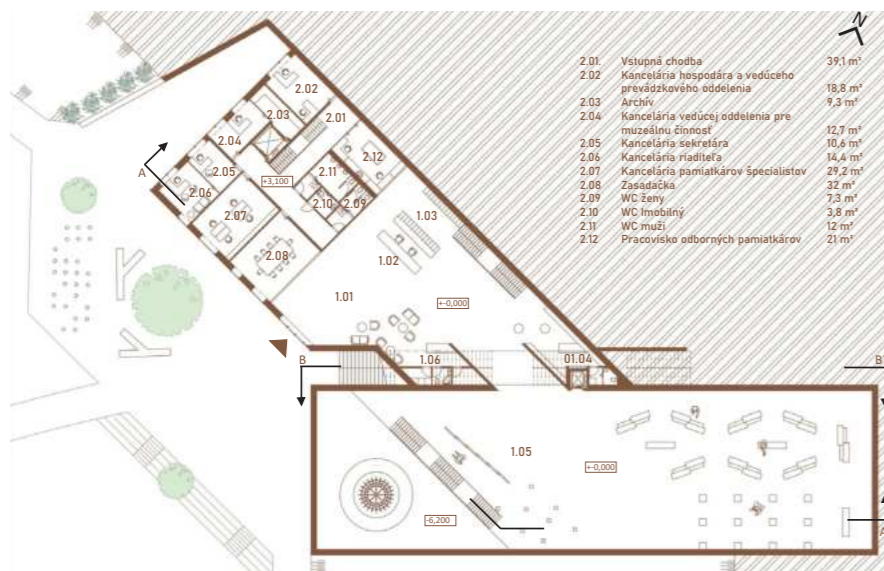 N
2.01. Vstupná chodba 39,1 m²
2.02 Kancelária hospodára a vedúceho
prevádzkového oddelenia 18,8 m²
2.03 Archív 9,3 m²
2.04 Kancelária vedúcej oddelenia pre
muzeálnu činnosť 12,7 m²
2.05 Kancelária sekretára 10,6 m²
2.06 Kancelária riaditeľa 14,4 m²
2.07 Kancelária pamiatkárov špecialistov 29,2 m²
2.08 Zasadačka 32 m²
2.09 WC ženy 7,3 m²
2.10 WC Imobilný 3,8 m²
2.11 WC muži 12 m²
2.12 Pracovisko odborných pamiatkárov 21 m²
2.02
2.03
2.01
2.04
2.12
A
2.05
2.11
+3,100
2.06
2.10
2.09
2.07
1.03
2.08
1.02
1.01
+-0,000
1.06
01.04
B
B
1.05
+-0,000
-6,200
A